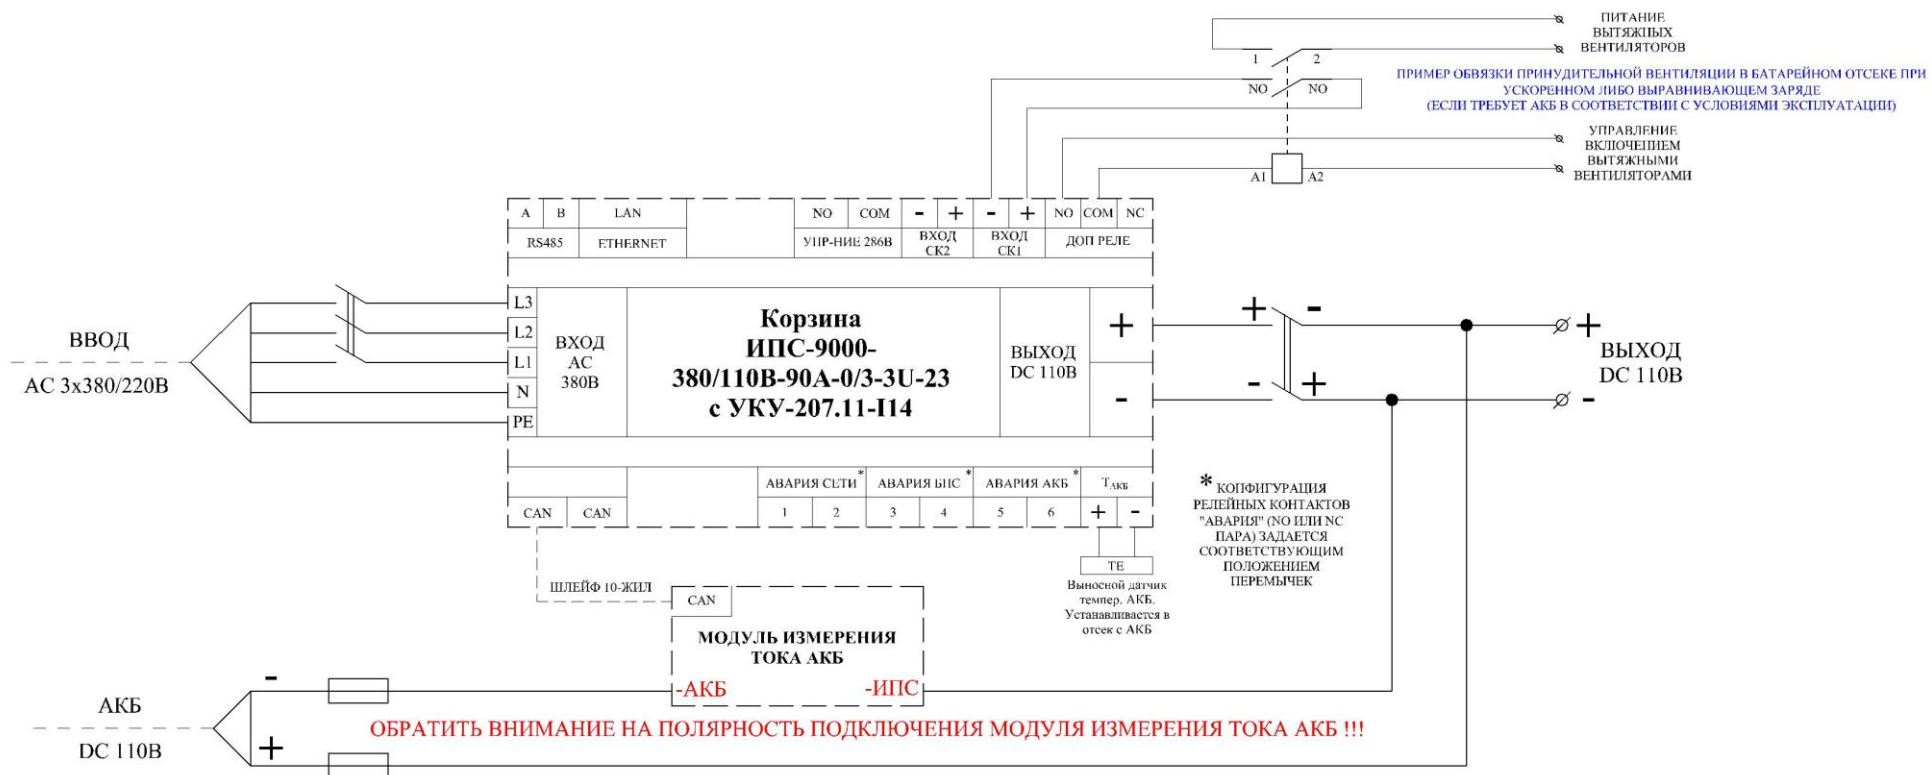 ПИТАНИЕ
ВЫТЯЖНЫХ
ВЕНТИЛЯТОРОВ
1 2
NO NO
ПРИМЕР ОБВЯЗКИ ПРИНУДИТЕЛЬНОЙ ВЕНТИЛЯЦИИ В БАТАРЕЙНОМ ОТСЕКЕ ПРИ
УСКОРЕННОМ ЛИБО ВЫРАВНИВАЮЩЕМ ЗАРЯДЕ
(ЕСЛИ ТРЕБУЕТ АКБ В СООТВЕТСТВИИ С УСЛОВИЯМИ ЭКСПЛУАТАЦИИ)
УПРАВЛЕНИЕ
ВКЛЮЧЕНИЕМ
ВЫТЯЖНЫМИ
ВЕНТИЛЯТОРАМИ
A1 A2
A B LAN NO COM - + - + NO COM NC
RS485 ETHERNET УПР-НИЕ 286В ВХОД СК2 ВХОД СК1 ДОП РЕЛЕ
ВВОД
АС 3х380/220В
L3
L2
L1
N
PE
ВХОД
АС
380В
Корзина
ИПС-9000-
380/110В-90А-0/3-3U-23
с УКУ-207.11-I14
ВЫХОД
DC 110В
+
-
+ -
- +
+
ВЫХОД
DC 110В
-
АВАРИЯ СЕТИ* АВАРИЯ БПС* АВАРИЯ АКБ* ТАКБ
CAN CAN 1 2 3 4 5 6 + -
* КОНФИГУРАЦИЯ
РЕЛЕЙНЫХ КОНТАКТОВ
"АВАРИЯ" (NO ИЛИ NC
ПАРА) ЗАДАЕТСЯ
СООТВЕТСТВУЮЩИМ
ПОЛОЖЕНИЕМ
ПЕРЕМЫЧЕК
TE
Выносной датчик
темпер. АКБ.
Устанавливается в
отсек с АКБ
ШЛЕЙФ 10-ЖИЛ
CAN
МОДУЛЬ ИЗМЕРЕНИЯ
ТОКА АКБ
-АКБ -ИПС
АКБ
DC 110В
-
+
ОБРАТИТЬ ВНИМАНИЕ НА ПОЛЯРНОСТЬ ПОДКЛЮЧЕНИЯ МОДУЛЯ ИЗМЕРЕНИЯ ТОКА АКБ !!!